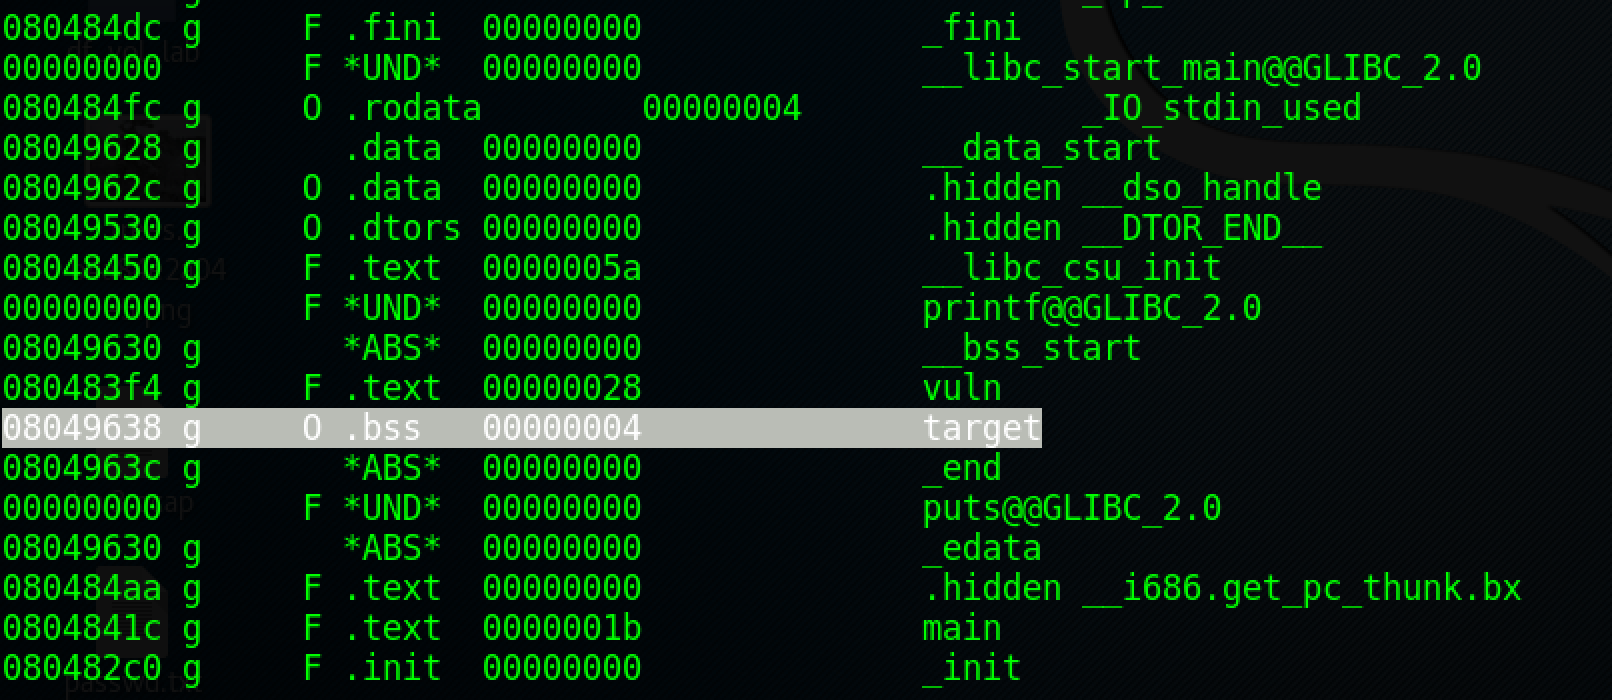 080484dc g F .fini 00000000 _fini
00000000 F *UND* 00000000 __libc_start_main@@GLIBC_2.0
080484fc g O .rodata 00000004 _IO_stdin_used
08049628 g .data 00000000 __data_start
0804962c g O .data 00000000 .hidden __dso_handle
08049530 g O .dtors 00000000 .hidden __DTOR_END__
08048450 g F .text 0000005a __libc_csu_init
00000000 F *UND* 00000000 printf@@GLIBC_2.0
08049630 g *ABS* 00000000 __bss_start
080483f4 g F .text 00000028 vuln
08049638 g O .bss 00000004 target
0804963c g *ABS* 00000000 _end
00000000 F *UND* 00000000 puts@@GLIBC_2.0
08049630 g *ABS* 00000000 _edata
080484aa g F .text 00000000 .hidden __i686.get_pc_thunk.bx
0804841c g F .text 0000001b main
080482c0 g F .init 00000000 _init